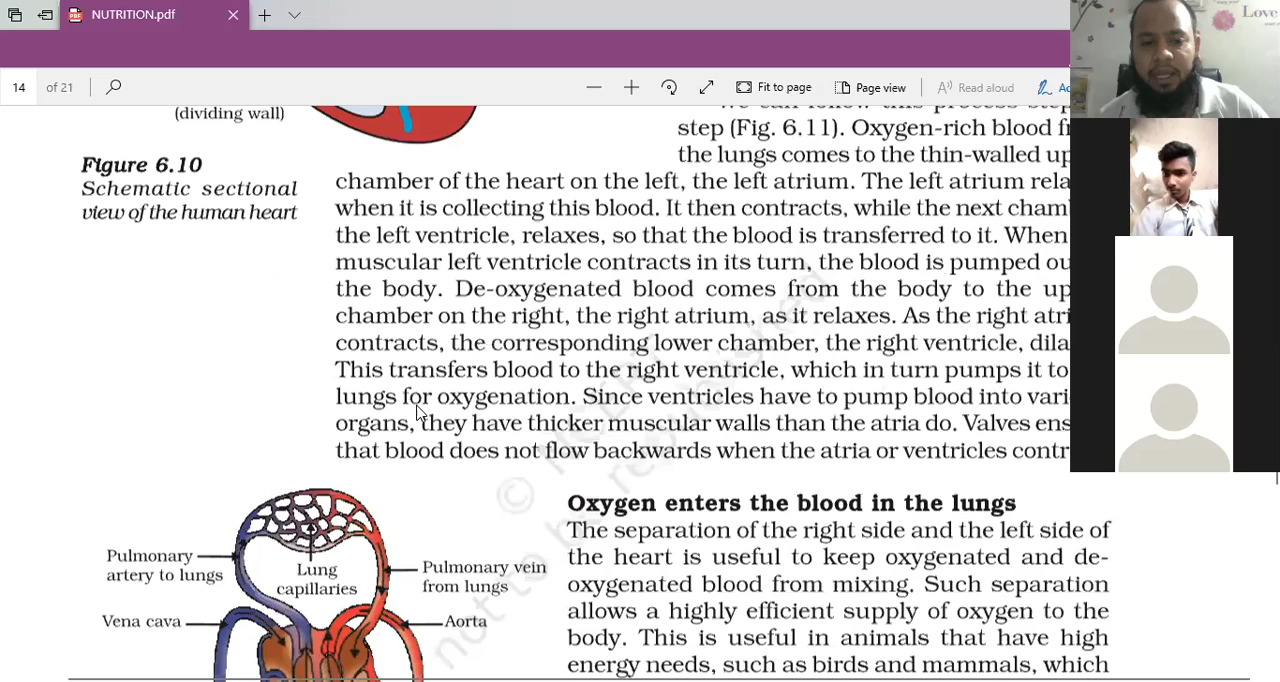 NUTRITION.pdf
Love
14 of 21
Fit to page
Page view
Read aloud
(dividing wall)
Figure 6.10
Schematic sectional
view of the human heart
we can follow this process step
step (Fig. 6.11). Oxygen-rich blood
the lungs comes to the thin-walled
chamber of the heart on the left, the left atrium. The left atrium
when it is collecting this blood. It then contracts, while the next
the left ventricle, relaxes, so that the blood is transferred to it. When
muscular left ventricle contracts in its turn, the blood is pumped
the body. De-oxygenated blood comes from the body to the
chamber on the right, the right atrium, as it relaxes. As the right
contracts, the corresponding lower chamber, the right ventricle,
This transfers blood to the right ventricle, which in turn pumps it to
lungs for oxygenation. Since ventricles have to pump blood into
organs, they have thicker muscular walls than the atria do. Valves
that blood does not flow backwards when the atria or ventricles
© NCERT
not to be republished
Pulmonary
artery to lungs
Lung
capillaries
Pulmonary vein
from lungs
Vena cava
Aorta
Oxygen enters the blood in the lungs
The separation of the right side and the left side of
the heart is useful to keep oxygenated and de-
oxygenated blood from mixing. Such separation
allows a highly efficient supply of oxygen to the
body. This is useful in animals that have high
energy needs, such as birds and mammals, which